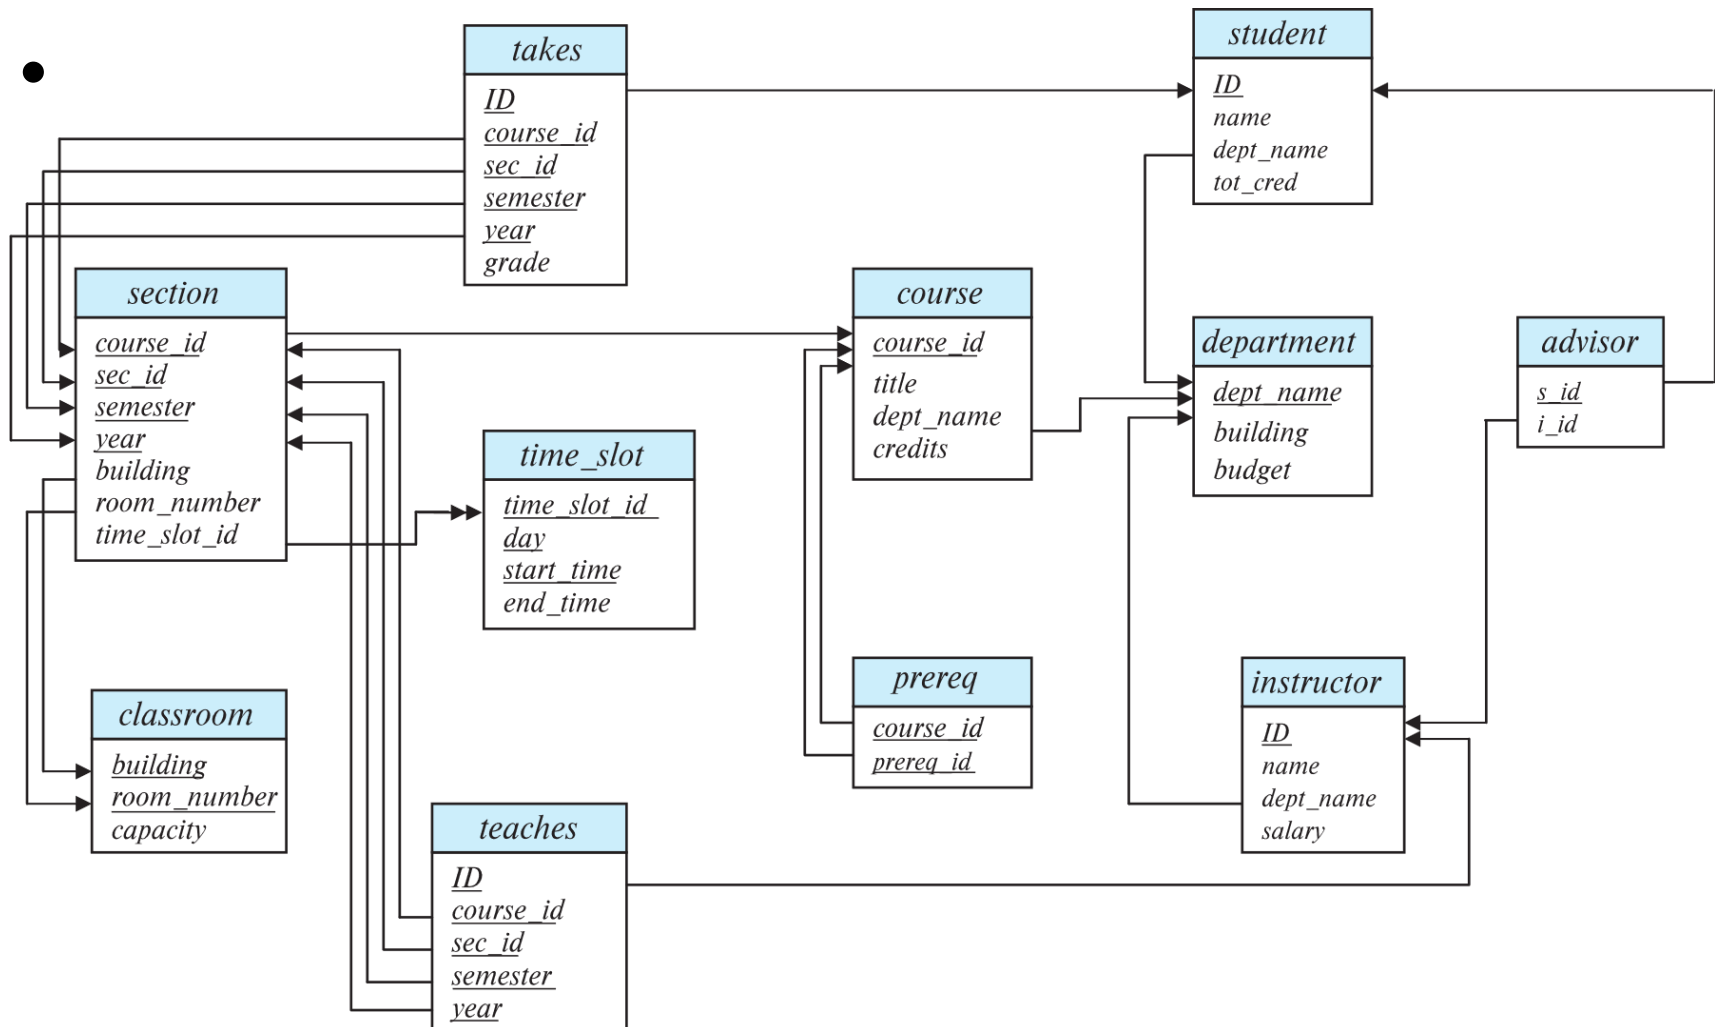 takes
ID
course_id
sec_id
semester
year
grade
student
ID
name
dept_name
tot_cred
section
course_id
sec_id
semester
year
building
room_number
time_slot_id
time_slot
time_slot_id
day
start_time
end_time
course
course_id
title
dept_name
credits
department
dept_name
building
budget
advisor
s_id
i_id
classroom
building
room_number
capacity
prereq
course_id
prereq_id
instructor
ID
name
dept_name
salary
teaches
ID
course_id
sec_id
semester
year